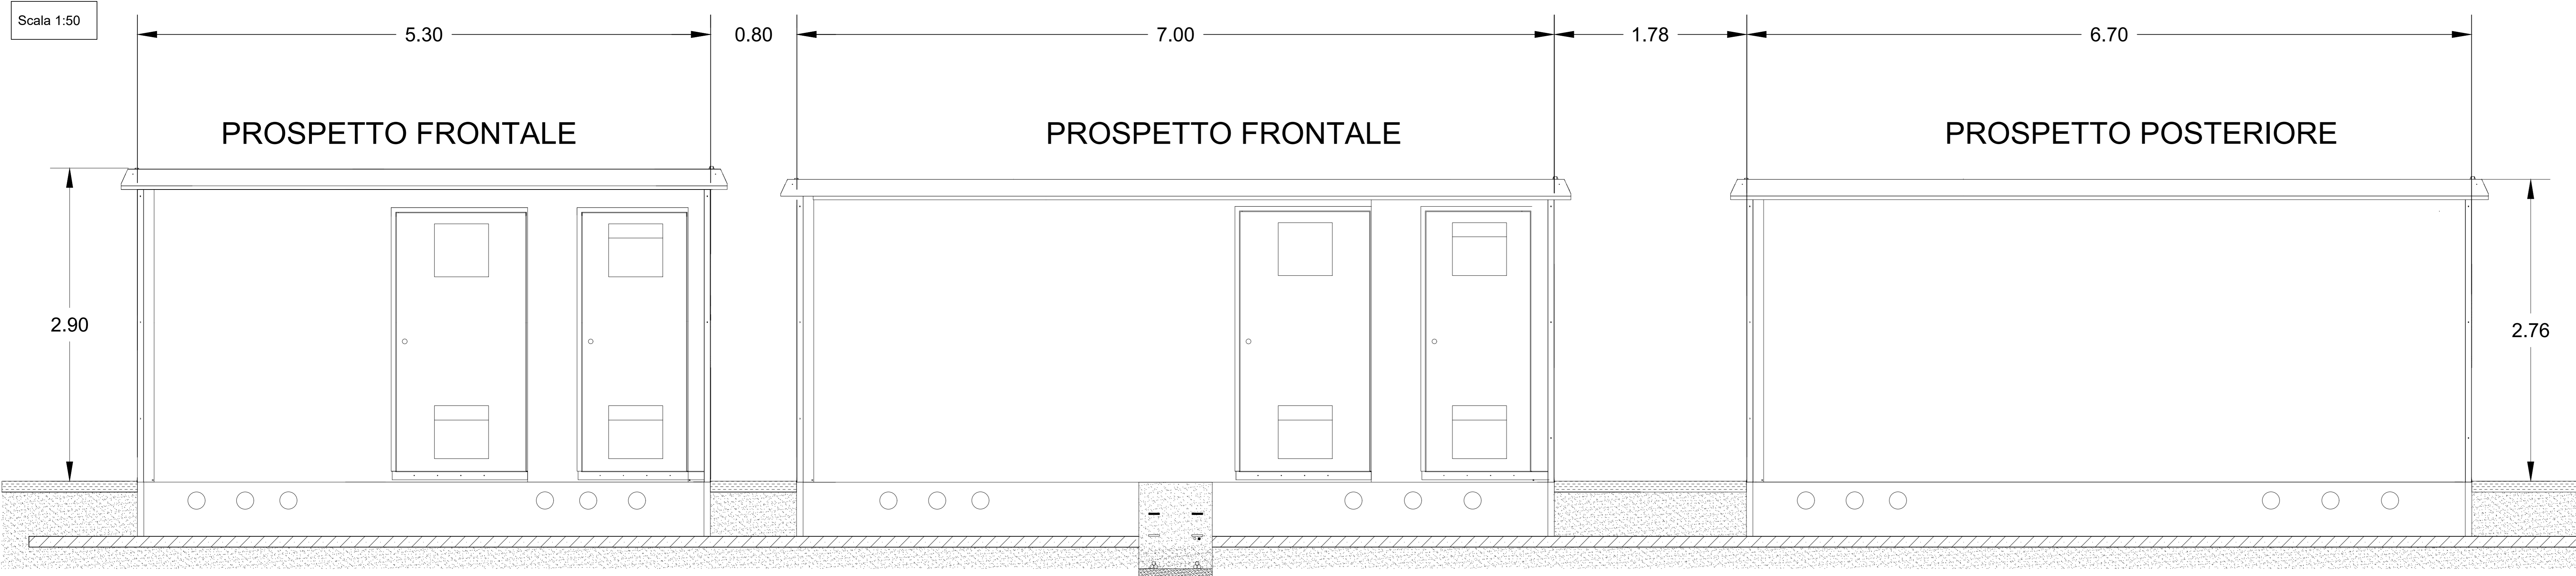 Scala 1:50
5.30
0.80
7.00
1.78
6.70
PROSPETTO FRONTALE
PROSPETTO FRONTALE
PROSPETTO POSTERIORE
2.90
2.76